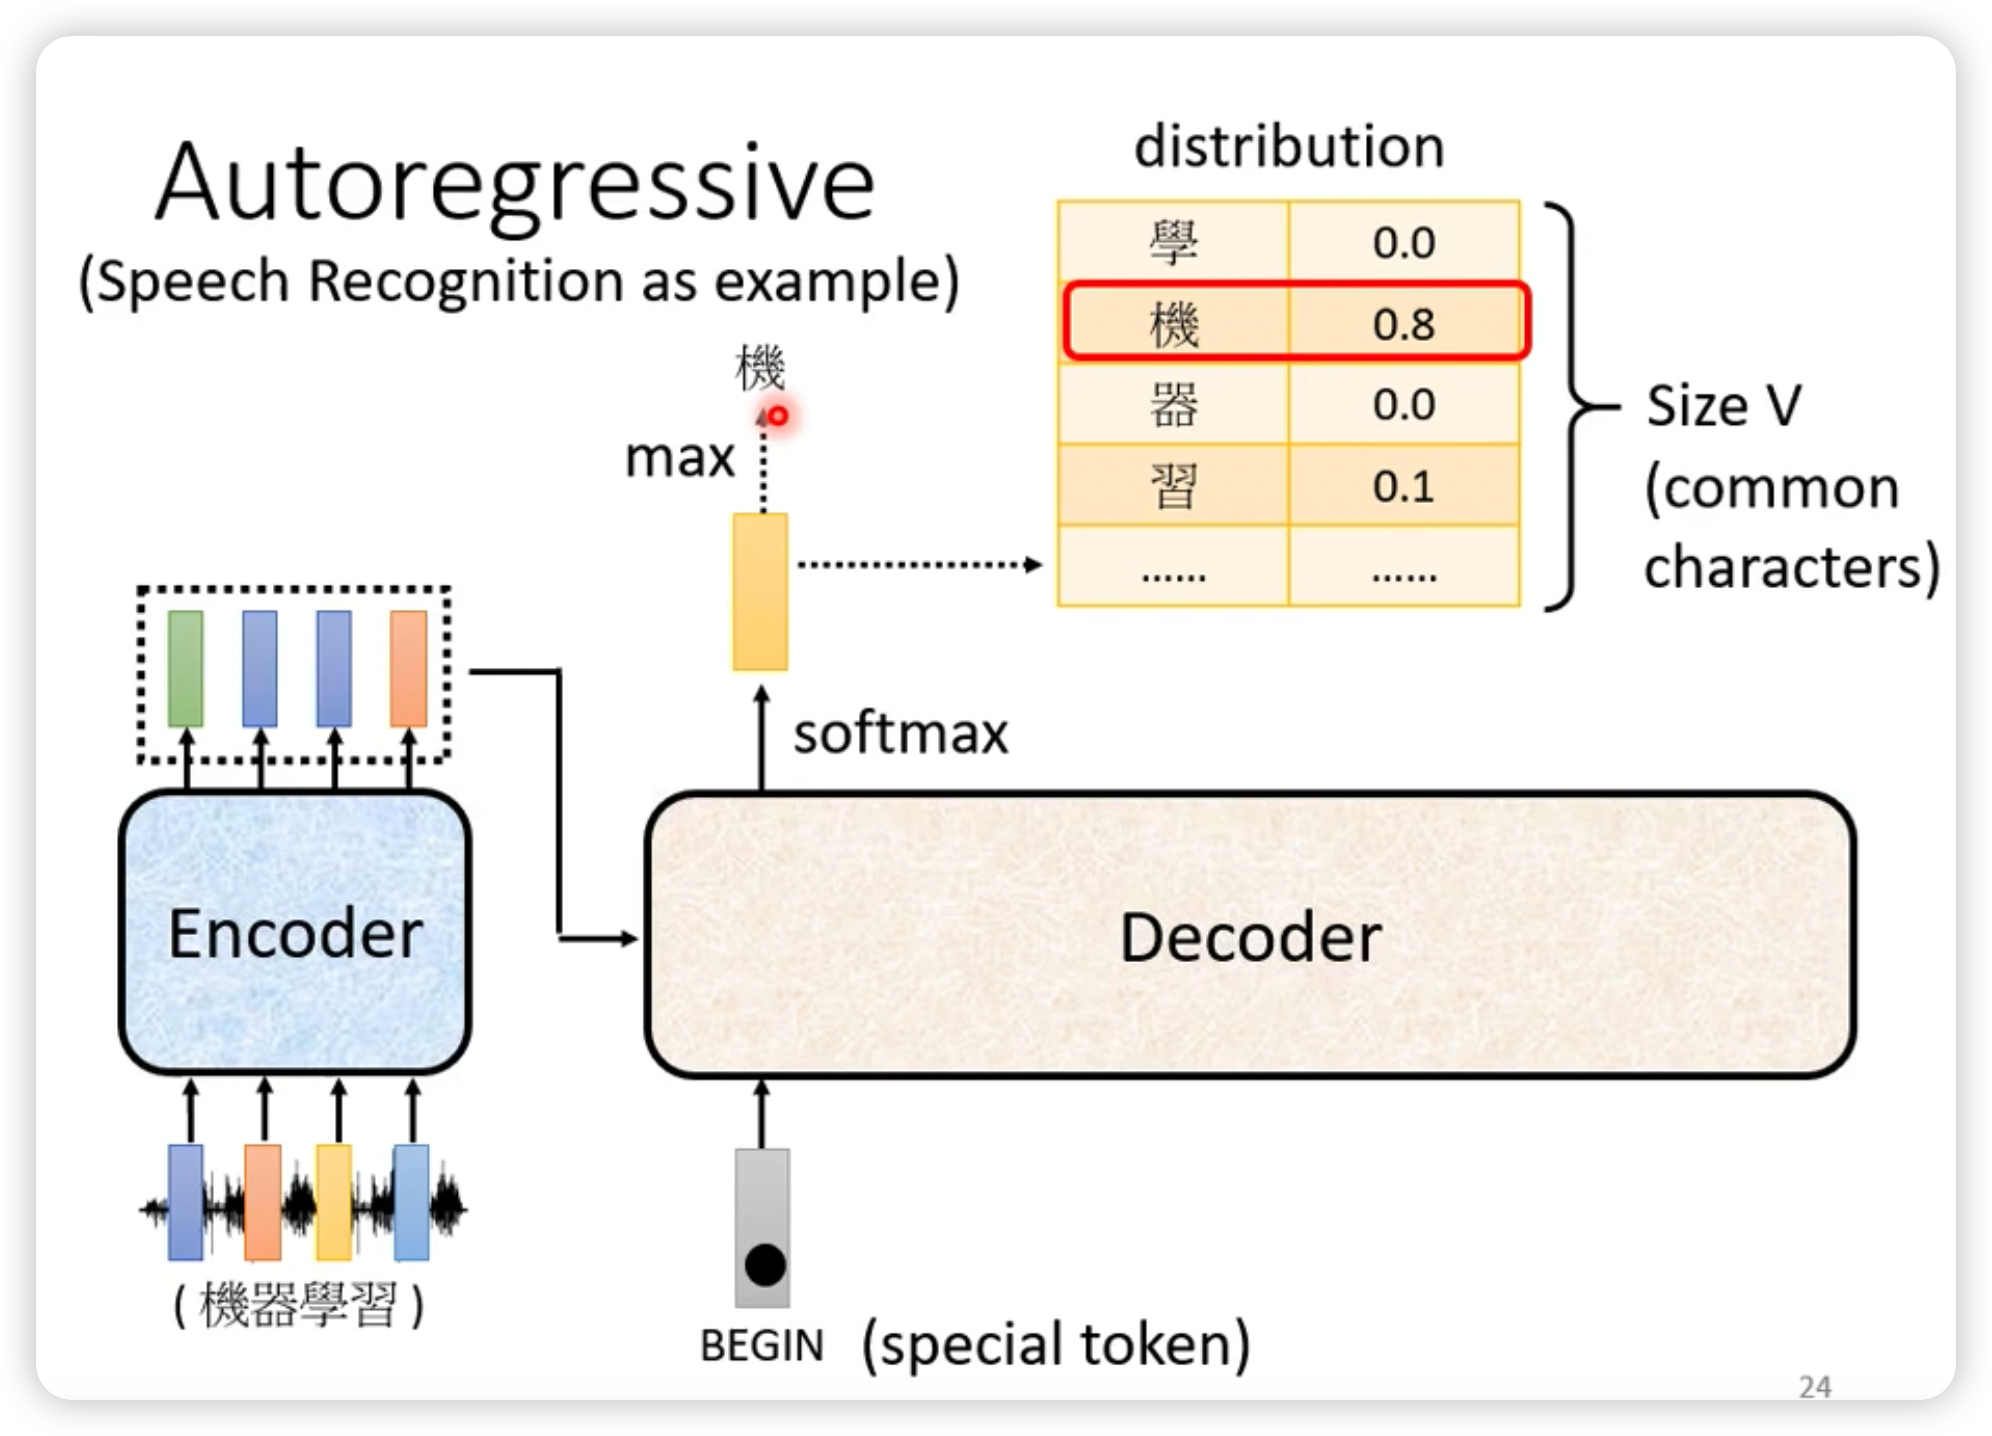 Autoregressive
(Speech Recognition as example)
distribution
學 0.0
機 0.8
器 0.0
習 0.1
...... ......
Size V
(common
characters)
機
max
softmax
Encoder
Decoder
(機器學習)
BEGIN (special token)
24